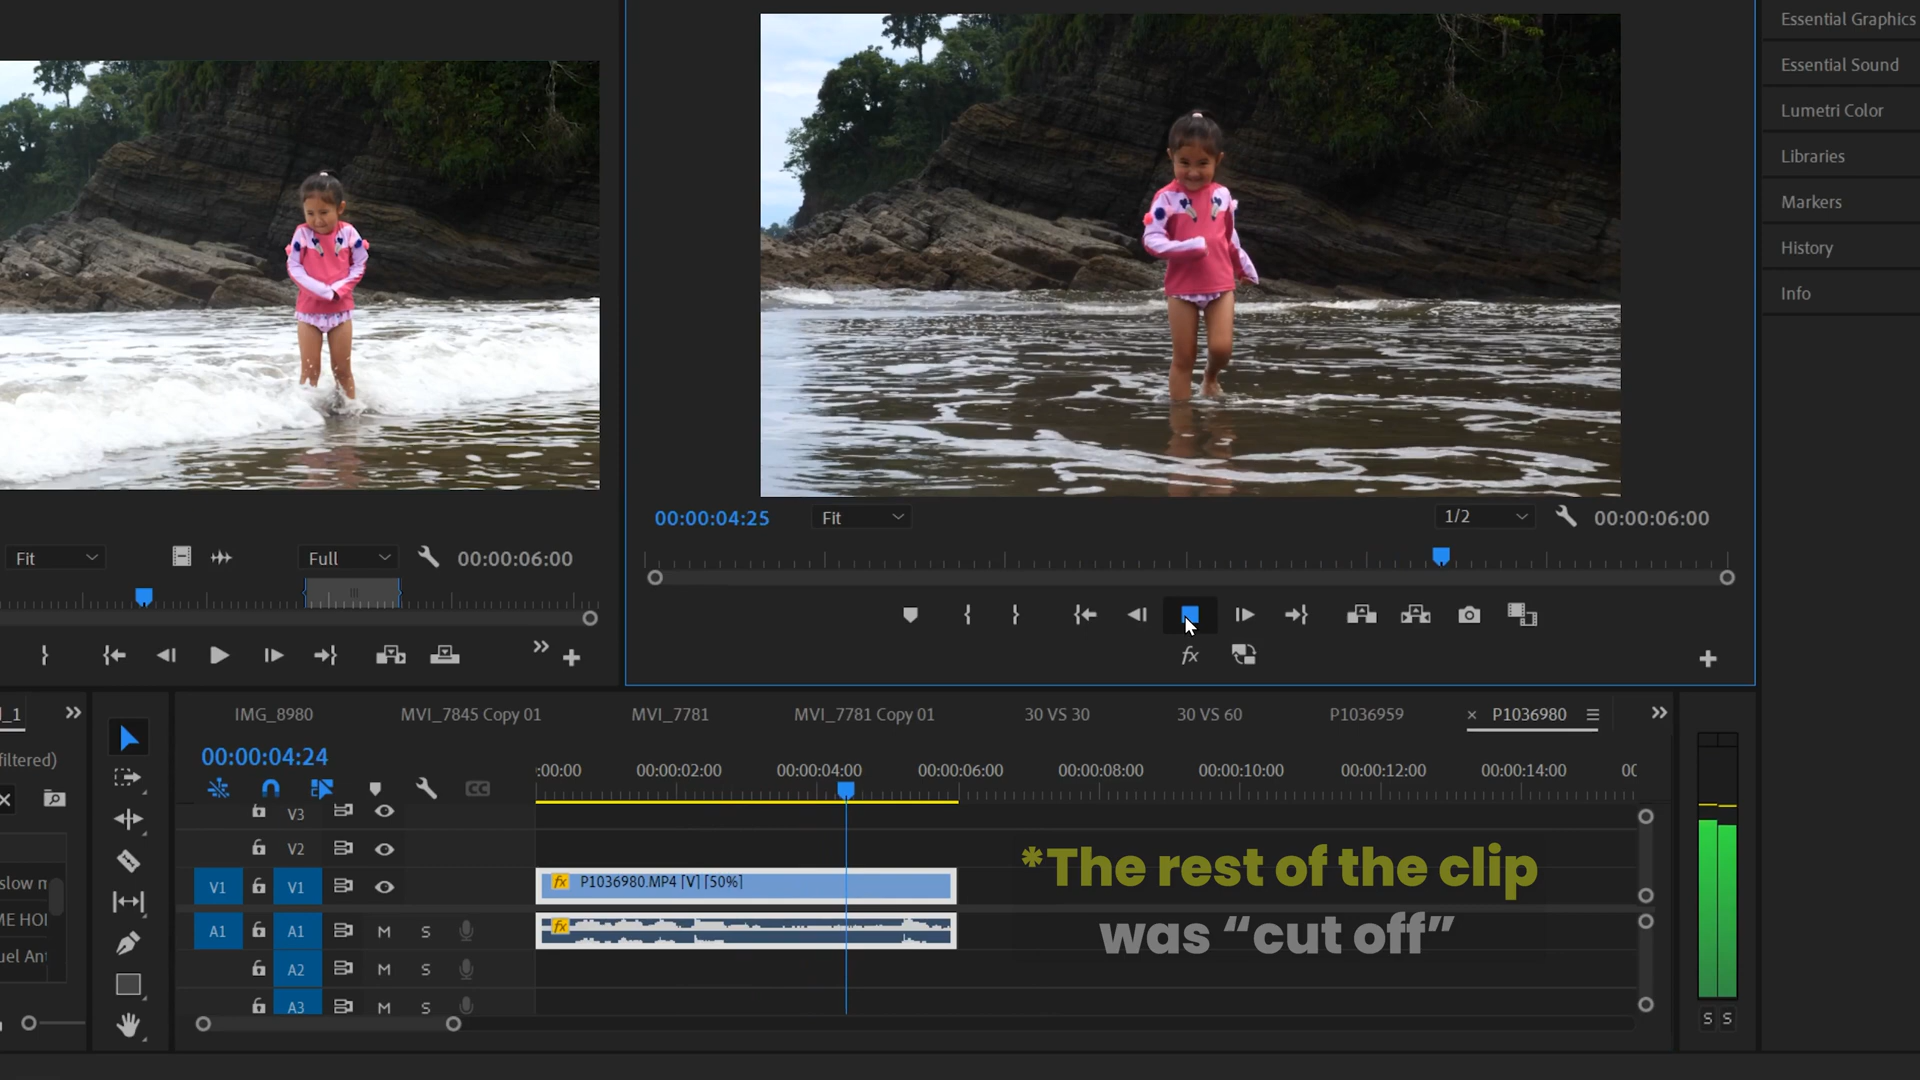 Essential Graphics
Essential Sound
Lumetri Color
Libraries
Markers
History
Info
00:00:04:25
Fit
1/2
00:00:06:00
Fit
Full
00:00:06:00
fx
_1
IMG_8980
MVI_7845 Copy 01
MVI_7781
MVI_7781 Copy 01
30 VS 30
30 VS 60
P1036959
× P1036980
00:00:04:24
filtered)
:00:00
00:00:02:00
00:00:04:00
00:00:06:00
00:00:08:00
00:00:10:00
00:00:12:00
00:00:14:00
CC
V3
V2
V1 V1
fx P1036980.MP4 [V] [50%]
A1 A1 M S
fx
A2 M S
A3 M S
slow
*The rest of the clip
was “cut off”
S S